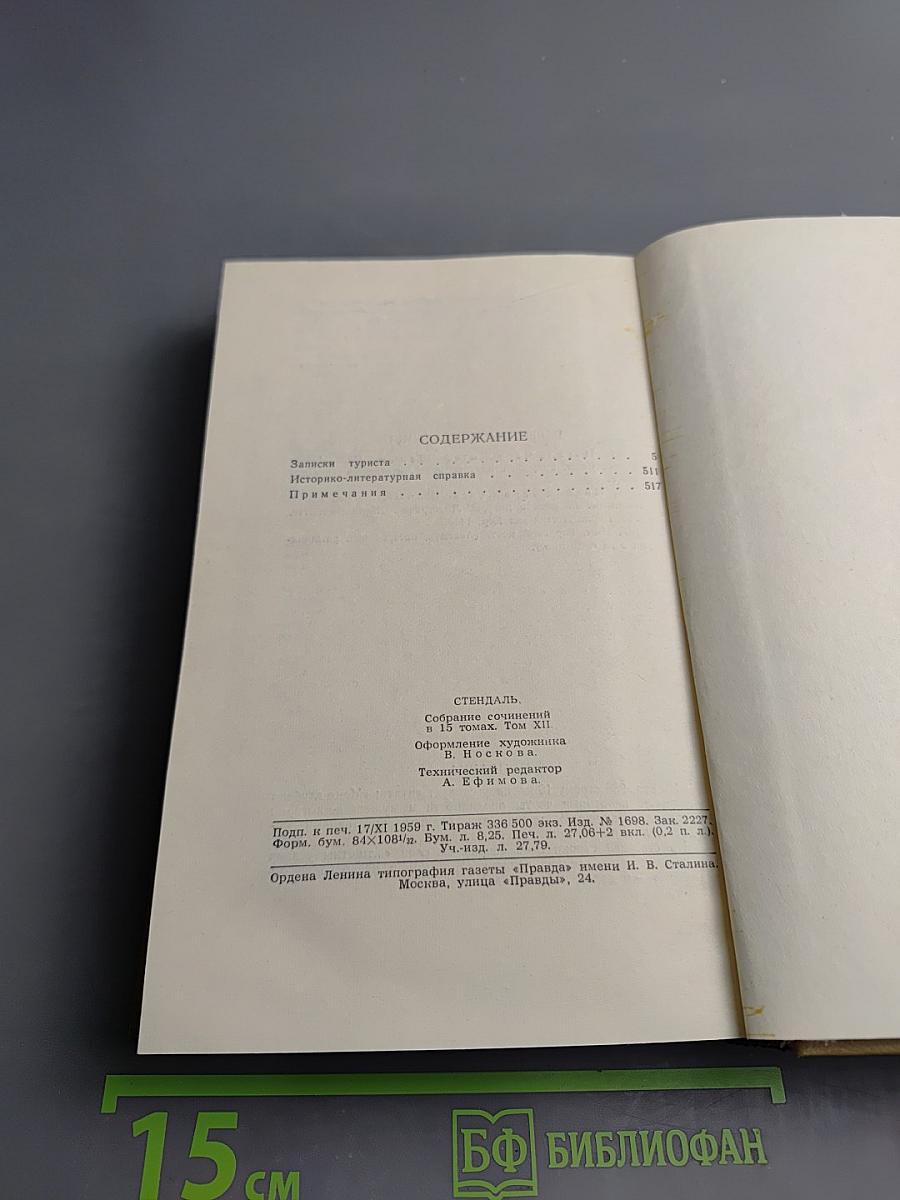 СОДЕРЖАНИЕ
Записки туриста . . . . . . . . . . . . . . . 5
Историко-литературная справка . . . . . . . . . 511
Примечания . . . . . . . . . . . . . . . 517
СТЕНДАЛЬ.
Собрание сочинений
в 15 томах. Том XII.
Оформление художника
В. Носкова.
Технический редактор
А. Ефимова.
Подп. к печ. 17/XI 1959 г. Тираж 336 500 экз. Изд. № 1698. Зак. 2227.
Форм. бум. 84×108¹/₃₂. Бум. л. 8,25. Печ. л. 27,06+2 вкл. (0,2 п. л.).
Уч.-изд. л. 27,79.
Ордена Ленина типография газеты «Правда» имени И. В. Сталина.
Москва, улица «Правды», 24.
15 см
БФ БИБЛИОФАН